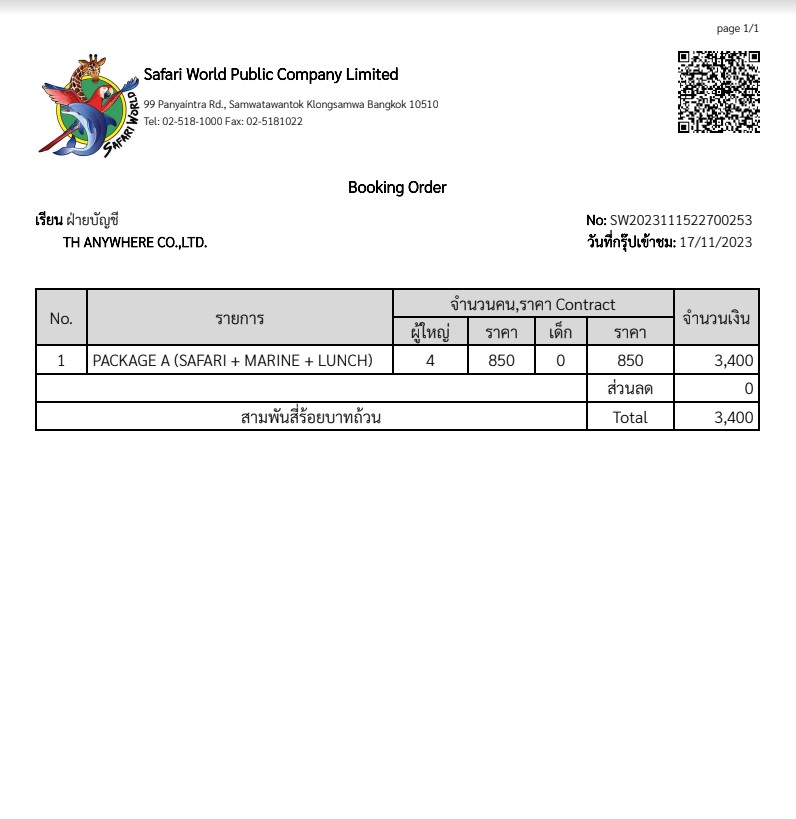 page 1/1
SAFARI WORLD
Safari World Public Company Limited
99 Panyaintra Rd., Samwatawantok Klongsamwa Bangkok 10510
Tel: 02-518-1000 Fax: 02-5181022
Booking Order
เรียน ฝ่ายบัญชี No: SW2023111522700253
TH ANYWHERE CO.,LTD. วันที่กรุ๊ปเข้าชม: 17/11/2023
No. รายการ จำนวนคน,ราคา Contract จำนวนเงิน
ผู้ใหญ่ ราคา เด็ก ราคา
1 PACKAGE A (SAFARI + MARINE + LUNCH) 4 850 0 850 3,400
ส่วนลด 0
สามพันสี่ร้อยบาทถ้วน Total 3,400